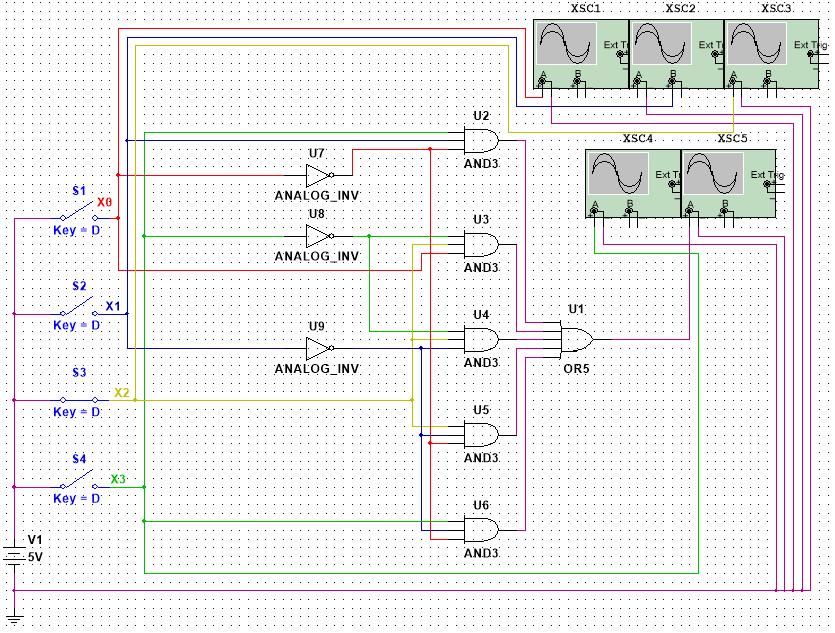 XSC1 XSC2 XSC3
Ext Trig Ext Trig Ext Trig
A B A B A B
U2
AND3
XSC4 XSC5
Ext Trig Ext Trig
A B A B
U7
ANALOG_INV
S1
X0
Key = D
U8
ANALOG_INV
U3
AND3
S2
X1
Key = D
U9
ANALOG_INV
U4
AND3
U1
OR5
S3
X2
Key = D
U5
AND3
S4
X3
Key = D
U6
AND3
V1
5V